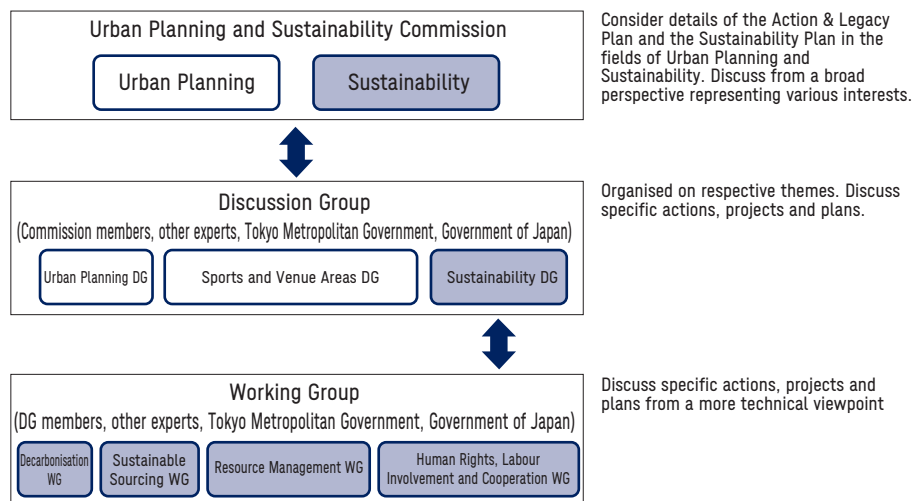 Urban Planning and Sustainability Commission
Urban Planning
Sustainability
Consider details of the Action & Legacy
Plan and the Sustainability Plan in the
fields of Urban Planning and
Sustainability. Discuss from a broad
perspective representing various interests.
Discussion Group
(Commission members, other experts, Tokyo Metropolitan Government, Government of Japan)
Urban Planning DG
Sports and Venue Areas DG
Sustainability DG
Organised on respective themes. Discuss
specific actions, projects and plans.
Working Group
(DG members, other experts, Tokyo Metropolitan Government, Government of Japan)
Decarbonisation
WG
Sustainable
Sourcing WG
Resource Management WG
Human Rights, Labour
Involvement and Cooperation WG
Discuss specific actions, projects and
plans from a more technical viewpoint